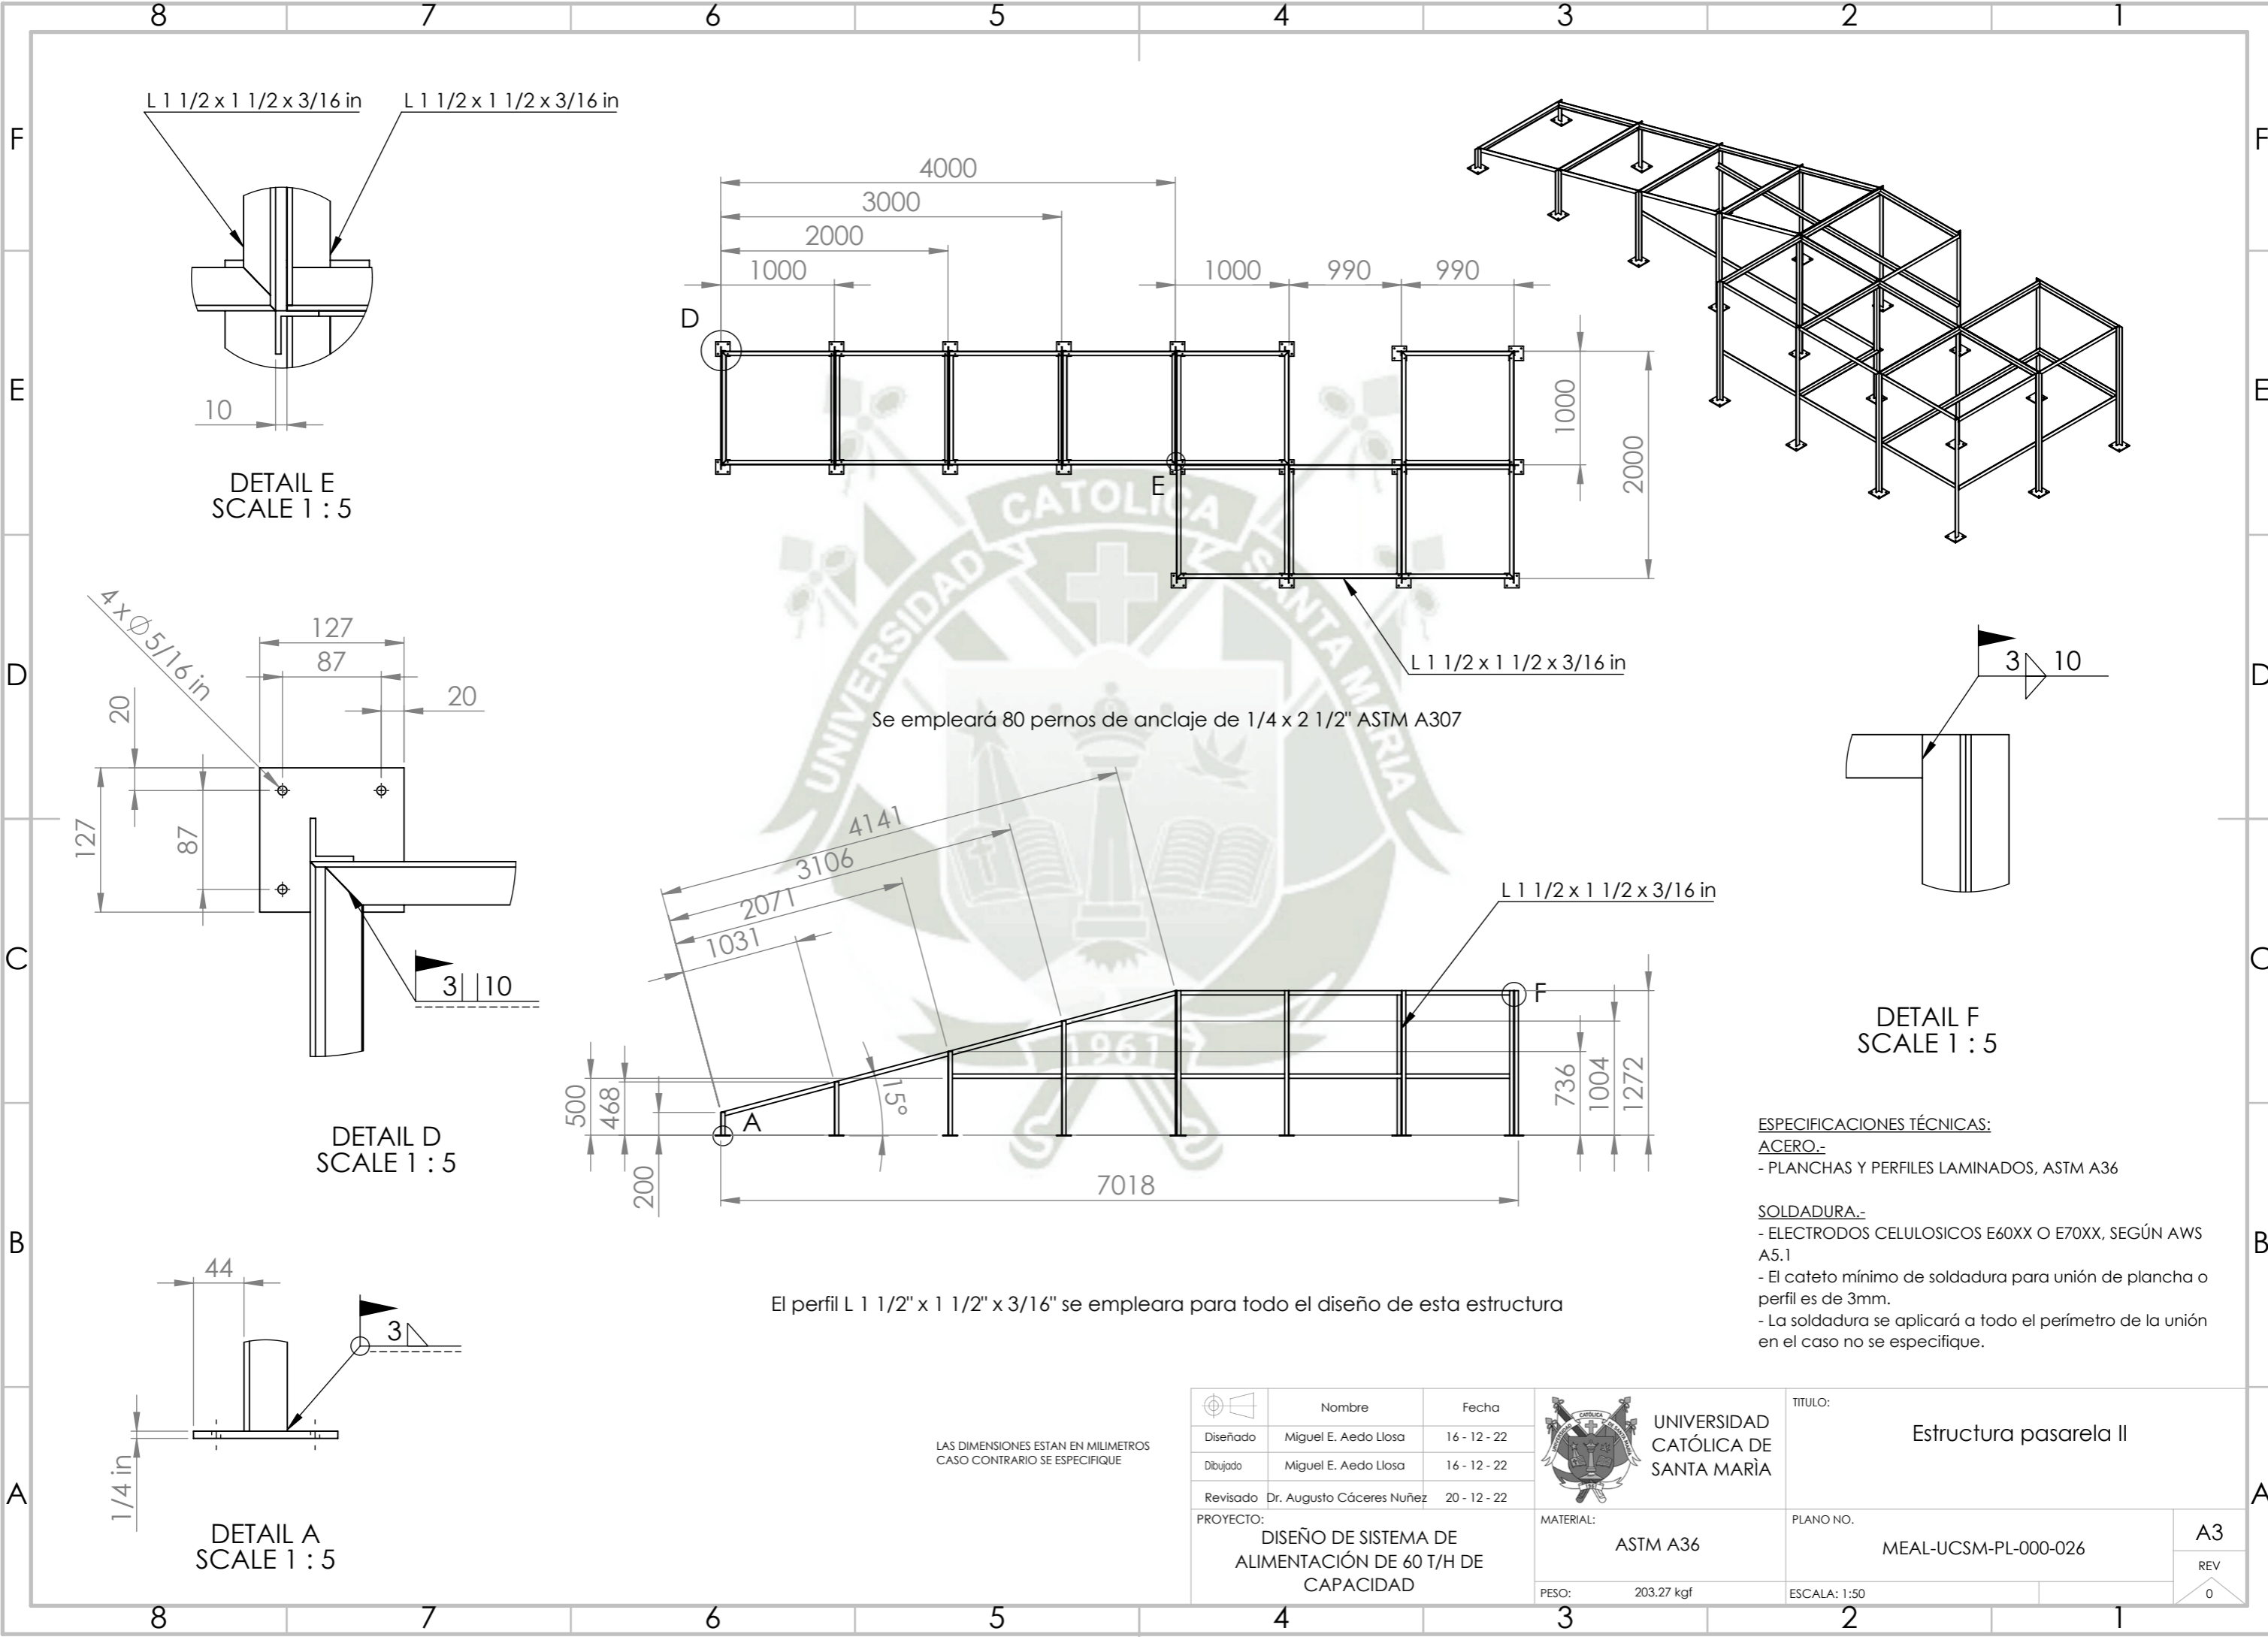 8 7 6 5 4 3 2 1
F
E
D
C
B
A
F
E
D
C
B
A
L 1 1/2 x 1 1/2 x 3/16 in
L 1 1/2 x 1 1/2 x 3/16 in
10
DETAIL E
SCALE 1 : 5
4000
3000
2000
1000
1000
990
990
D
E
1000
2000
L 1 1/2 x 1 1/2 x 3/16 in
Se empleará 80 pernos de anclaje de 1/4 x 2 1/2" ASTM A307
4 x Ø 5/16 in
127
87
20
20
127
87
3 10
DETAIL D
SCALE 1 : 5
3 10
DETAIL F
SCALE 1 : 5
4141
3106
2071
1031
L 1 1/2 x 1 1/2 x 3/16 in
F
500
468
200
A
15°
736
1004
1272
7018
UNIVERSIDAD CATOLICA SANTA MARIA
1961
El perfil L 1 1/2" x 1 1/2" x 3/16" se empleara para todo el diseño de esta estructura
44
3
1/4 in
DETAIL A
SCALE 1 : 5
ESPECIFICACIONES TÉCNICAS:
ACERO.-
- PLANCHAS Y PERFILES LAMINADOS, ASTM A36
SOLDADURA.-
- ELECTRODOS CELULOSICOS E60XX O E70XX, SEGÚN AWS
A5.1
- El cateto mínimo de soldadura para unión de plancha o
perfil es de 3mm.
- La soldadura se aplicará a todo el perímetro de la unión
en el caso no se especifique.
LAS DIMENSIONES ESTAN EN MILIMETROS
CASO CONTRARIO SE ESPECIFIQUE
Nombre Fecha
Diseñado Miguel E. Aedo Llosa 16 - 12 - 22
Dibujado Miguel E. Aedo Llosa 16 - 12 - 22
Revisado Dr. Augusto Cáceres Nuñez 20 - 12 - 22
PROYECTO:
DISEÑO DE SISTEMA DE
ALIMENTACIÓN DE 60 T/H DE
CAPACIDAD
UNIVERSIDAD
CATÓLICA DE
SANTA MARÌA
MATERIAL:
ASTM A36
PESO: 203.27 kgf
TITULO:
Estructura pasarela II
PLANO NO.
MEAL-UCSM-PL-000-026
ESCALA: 1:50
A3
REV
0
8 7 6 5 4 3 2 1